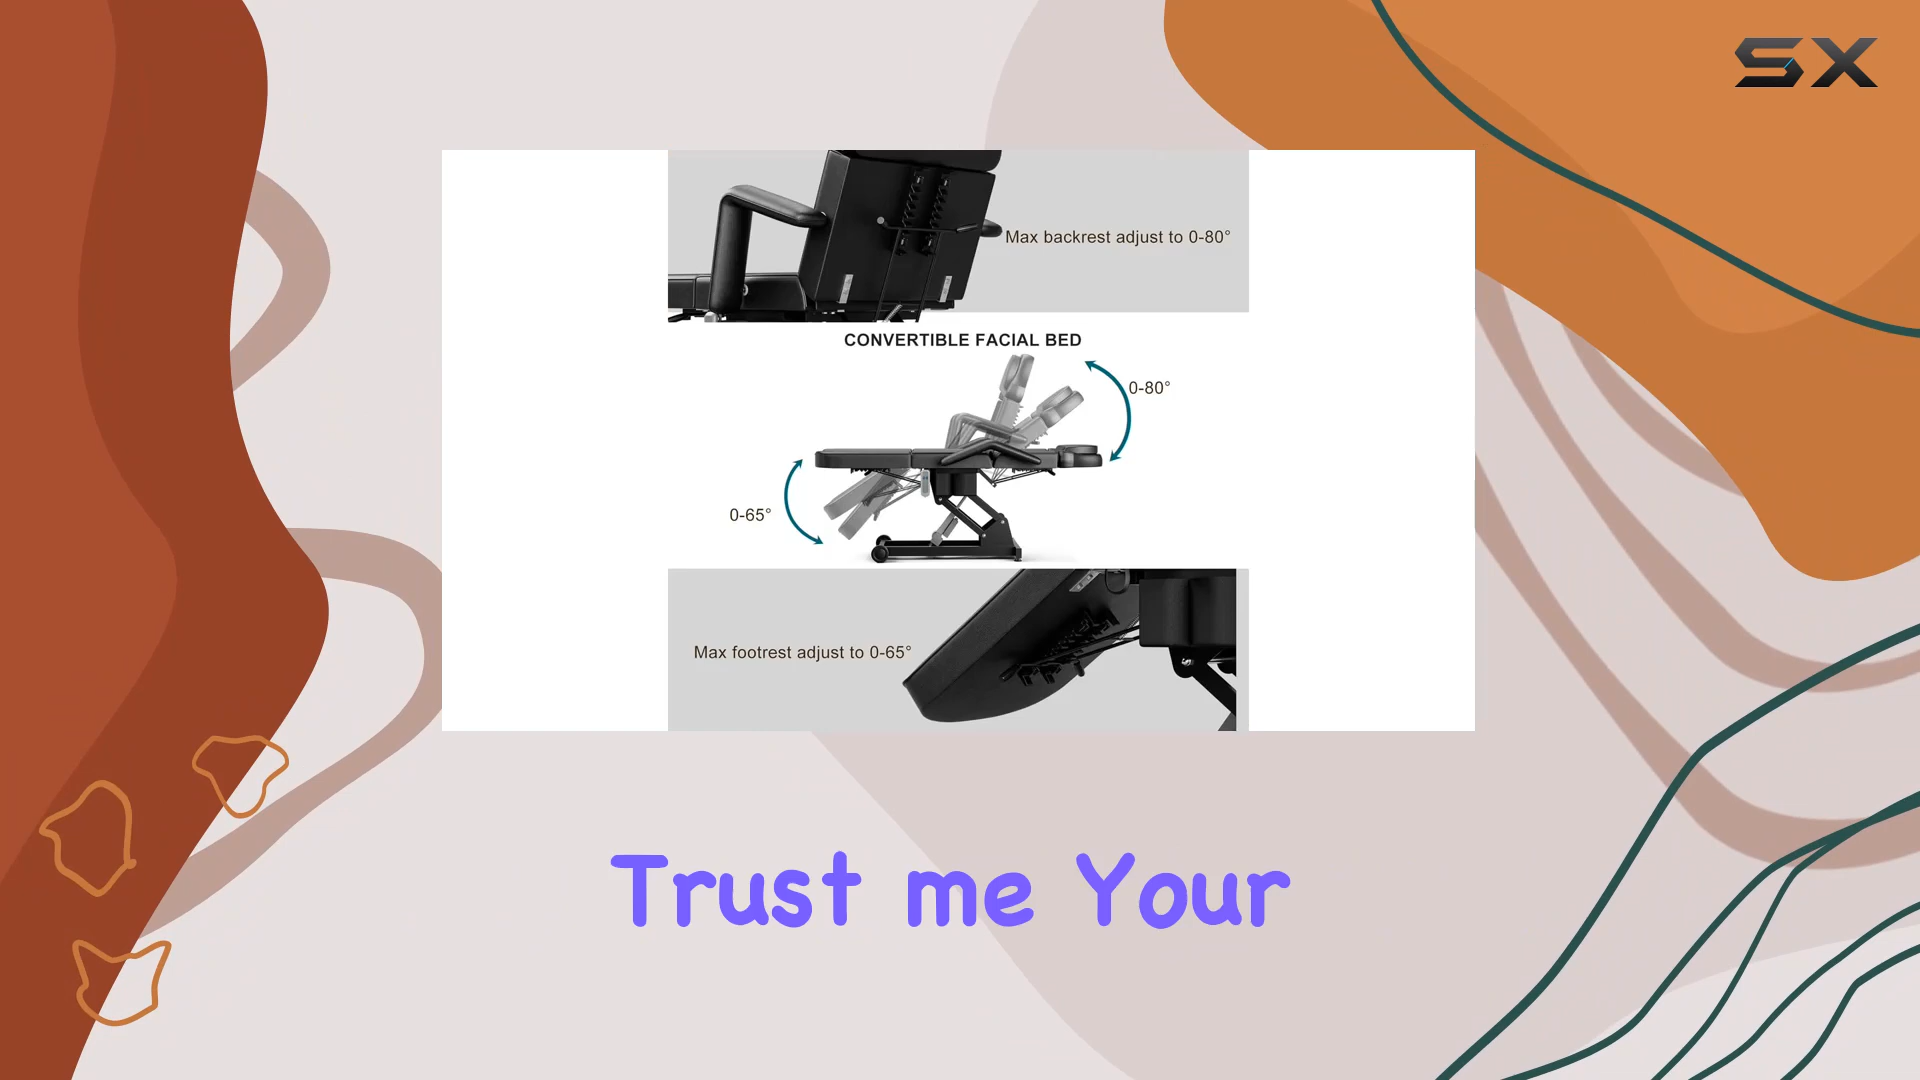 SX
Max backrest adjust to 0-80°
CONVERTIBLE FACIAL BED
0-80°
0-65°
Max footrest adjust to 0-65°
Trust me Your